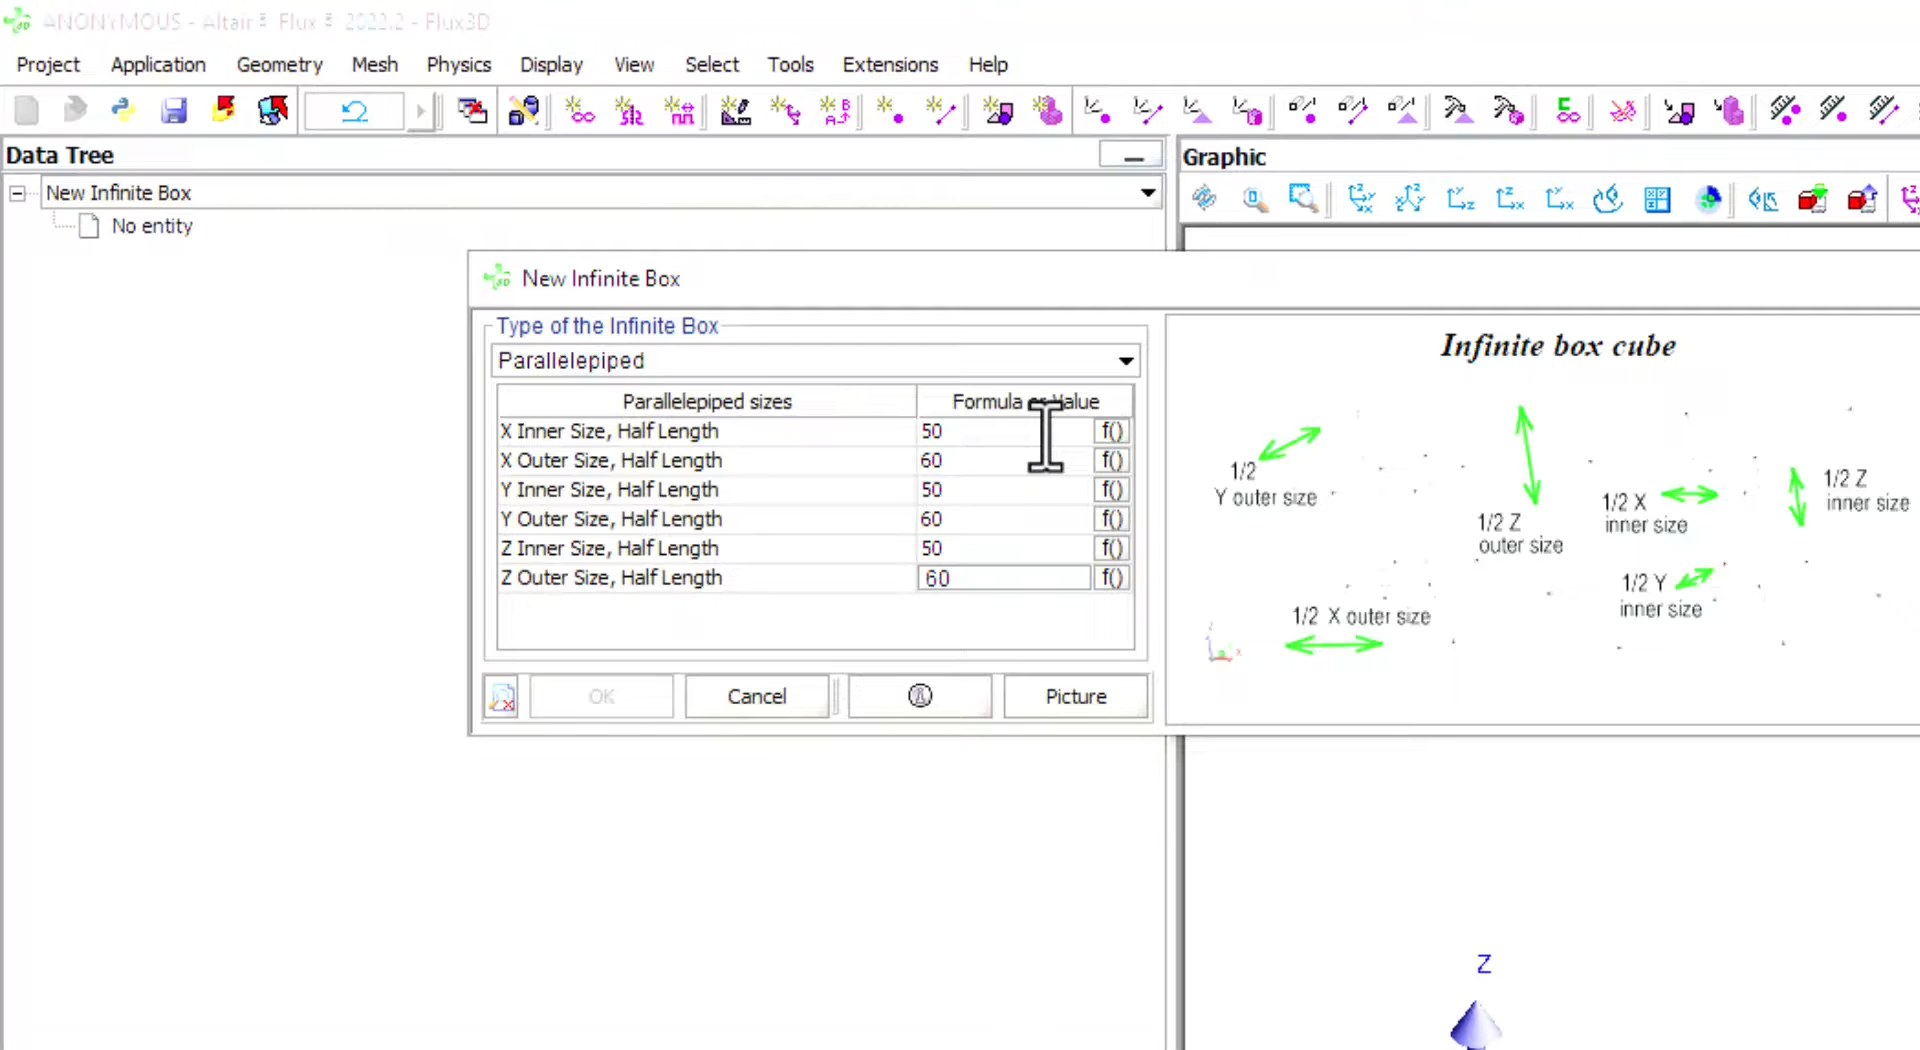 ANONYMOUS - Altair Flux 2022.2 - Flux3D
Project Application Geometry Mesh Physics Display View Select Tools Extensions Help
Data Tree
Graphic
New Infinite Box
No entity
New Infinite Box
Type of the Infinite Box
Parallelepiped
Parallelepiped sizes Formula or Value
X Inner Size, Half Length 50 f()
X Outer Size, Half Length 60 f()
Y Inner Size, Half Length 50 f()
Y Outer Size, Half Length 60 f()
Z Inner Size, Half Length 50 f()
Z Outer Size, Half Length 60 f()
OK Cancel Picture
Infinite box cube
1/2
Y outer size
1/2 Z
outer size
1/2 X
inner size
1/2 Z
inner size
1/2 Y
inner size
1/2 X outer size
Z